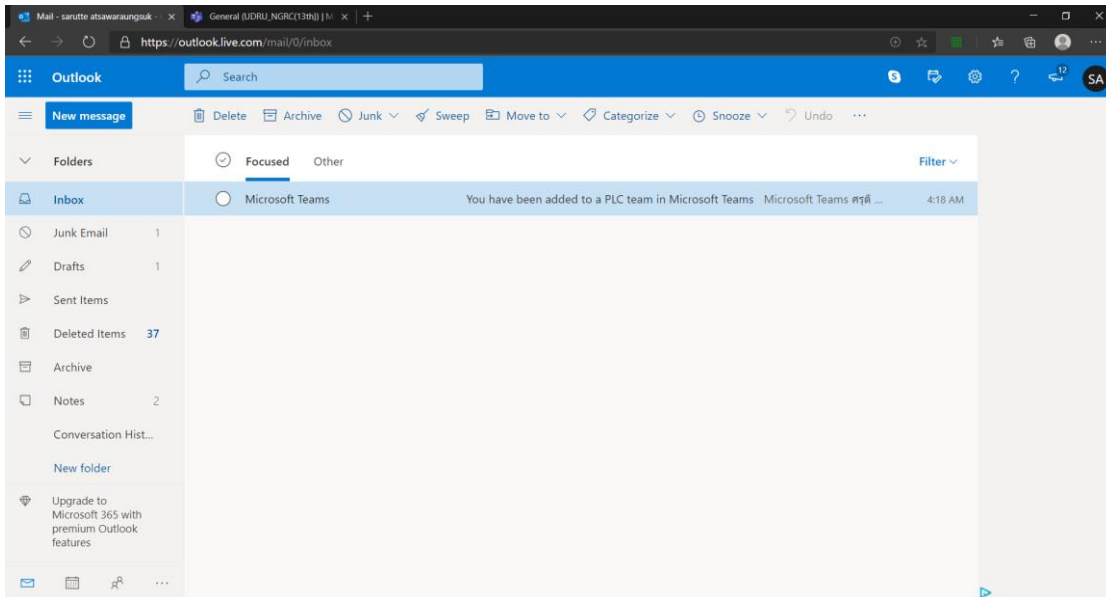 Mail - sarutte atsawaraungsuk -
General (UDRU_NGRC(13th)) | M
https://outlook.live.com/mail/0/inbox
Outlook
Search
12
SA
New message
Delete Archive Junk Sweep Move to Categorize Snooze Undo ...
Folders
Focused Other Filter
Inbox
Microsoft Teams You have been added to a PLC team in Microsoft Teams Microsoft Teams ศรุติ ... 4:18 AM
Junk Email 1
Drafts 1
Sent Items
Deleted Items 37
Archive
Notes 2
Conversation Hist...
New folder
Upgrade to
Microsoft 365 with
premium Outlook
features